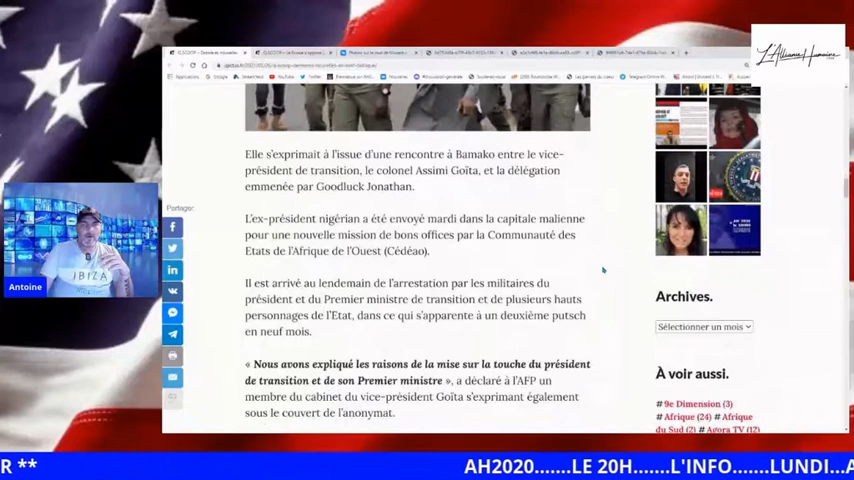 L'Alliance Humaine
Elle s'exprimait à l'issue d'une rencontre à Bamako entre le vice-
président de transition, le colonel Assimi Goïta, et la délégation
emmenée par Goodluck Jonathan.
Partager:
L'ex-président nigérian a été envoyé mardi dans la capitale malienne
pour une nouvelle mission de bons offices par la Communauté des
Etats de l'Afrique de l'Ouest (Cédéao).
Il est arrivé au lendemain de l'arrestation par les militaires du
président et du Premier ministre de transition et de plusieurs hauts
personnages de l'Etat, dans ce qui s'apparente à un deuxième putsch
en neuf mois.
« Nous avons expliqué les raisons de la mise sur la touche du président
de transition et de son Premier ministre », a déclaré à l'AFP un
membre du cabinet du vice-président Goïta s'exprimant également
sous le couvert de l'anonymat.
Archives.
Sélectionner un mois
À voir aussi.
#9e Dimension (3)
#Afrique (24) #Afrique
du Sud (2) #Agora TV (12)
IBIZA
Antoine
R ** AH2020.......LE 20H.......L'INFO.......LUNDI...A